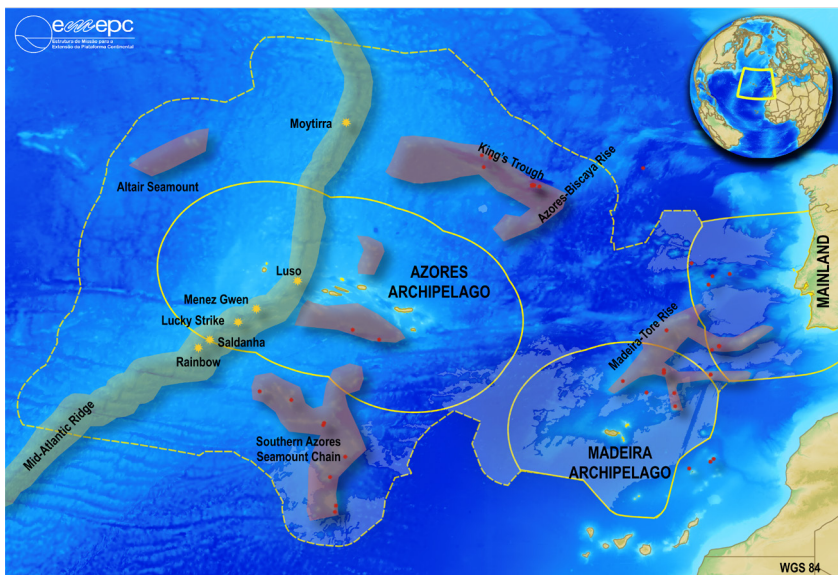 emepc
Estrutura de Missão para a
Extensão da Plataforma Continental
Moytirra
King's Trough
Altair Seamount
Azores-Biscaya Rise
MAINLAND
Luso
AZORES
ARCHIPELAGO
Menez Gwen
Lucky Strike
Saldanha
Rainbow
Madeira-Tore Rise
Mid-Atlantic Ridge
Southern Azores
Seamount Chain
MADEIRA
ARCHIPELAGO
WGS 84